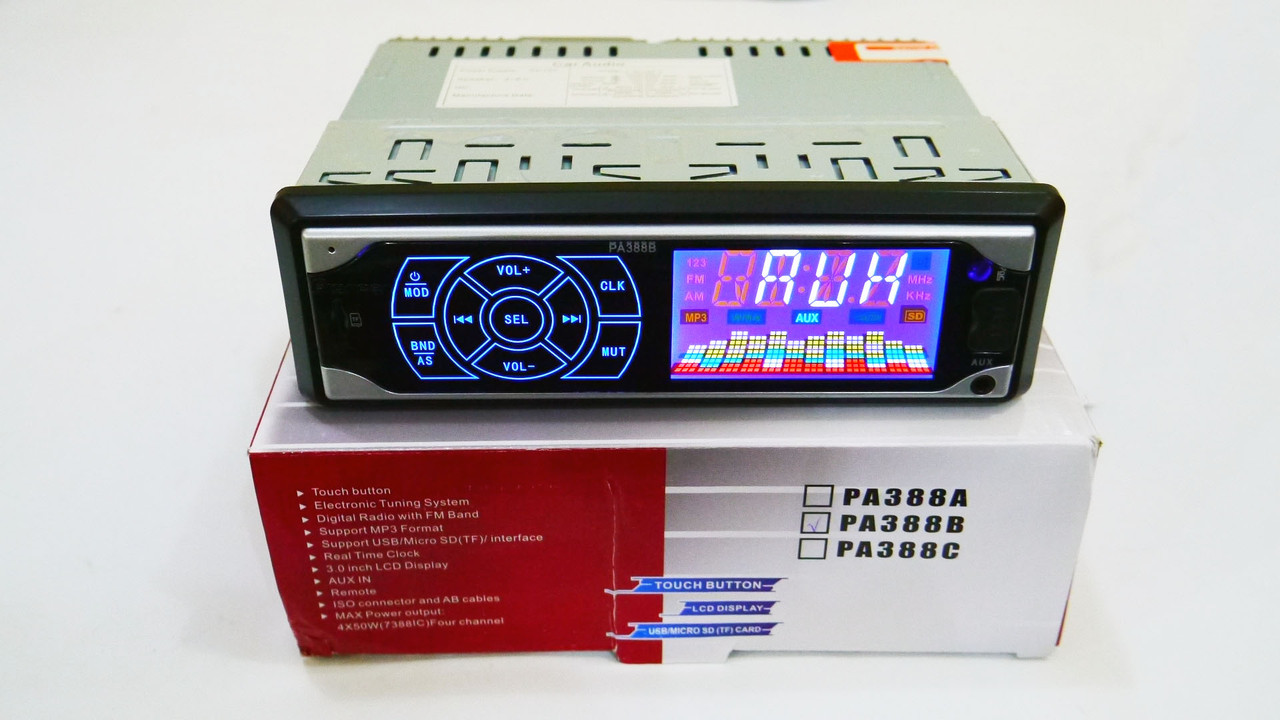 Car Audio
PA388B
MOD
BND
AS
VOL+
SEL
VOL-
CLK
MUT
123
FM
AM
AUX
MHz
KHz
MP3
AUX
SD
AUX
Touch button
Electronic Tuning System
Digital Radio with FM Band
Support MP3 Format
Support USB/Micro SD(TF)/ interface
Real Time Clock
3.0 inch LCD Display
AUX IN
Remote
ISO connector and AB cables
MAX Power output:
4X50W(7388IC)Four channel
PA388A
PA388B
PA388C
TOUCH BUTTON
LCD DISPLAY
USB/MICRO SD (TF) CARD